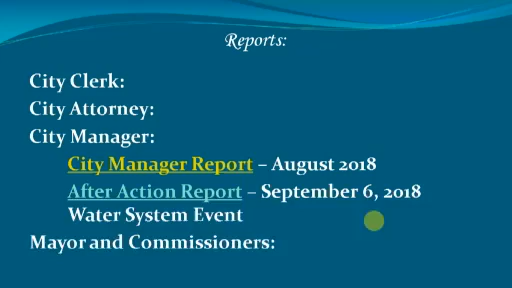 Reports:
City Clerk:
City Attorney:
City Manager:
City Manager Report – August 2018
After Action Report – September 6, 2018
Water System Event
Mayor and Commissioners: